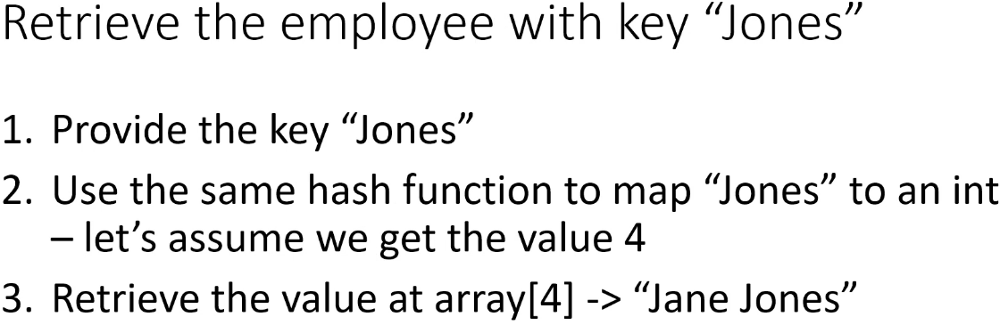 Retrieve the employee with key “Jones”
1. Provide the key “Jones”
2. Use the same hash function to map “Jones” to an int
– let’s assume we get the value 4
3. Retrieve the value at array[4] -> “Jane Jones”